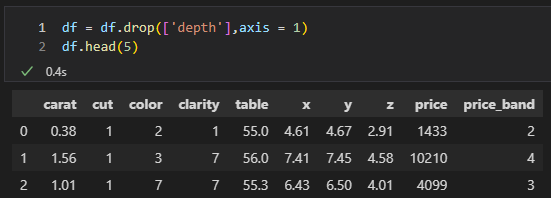 1 df = df.drop(['depth'],axis = 1)
2 df.head(5)
0.4s
carat cut color clarity table x y z price price_band
0 0.38 1 2 1 55.0 4.61 4.67 2.91 1433 2
1 1.56 1 3 7 56.0 7.41 7.45 4.58 10210 4
2 1.01 1 7 7 55.3 6.43 6.50 4.01 4099 3